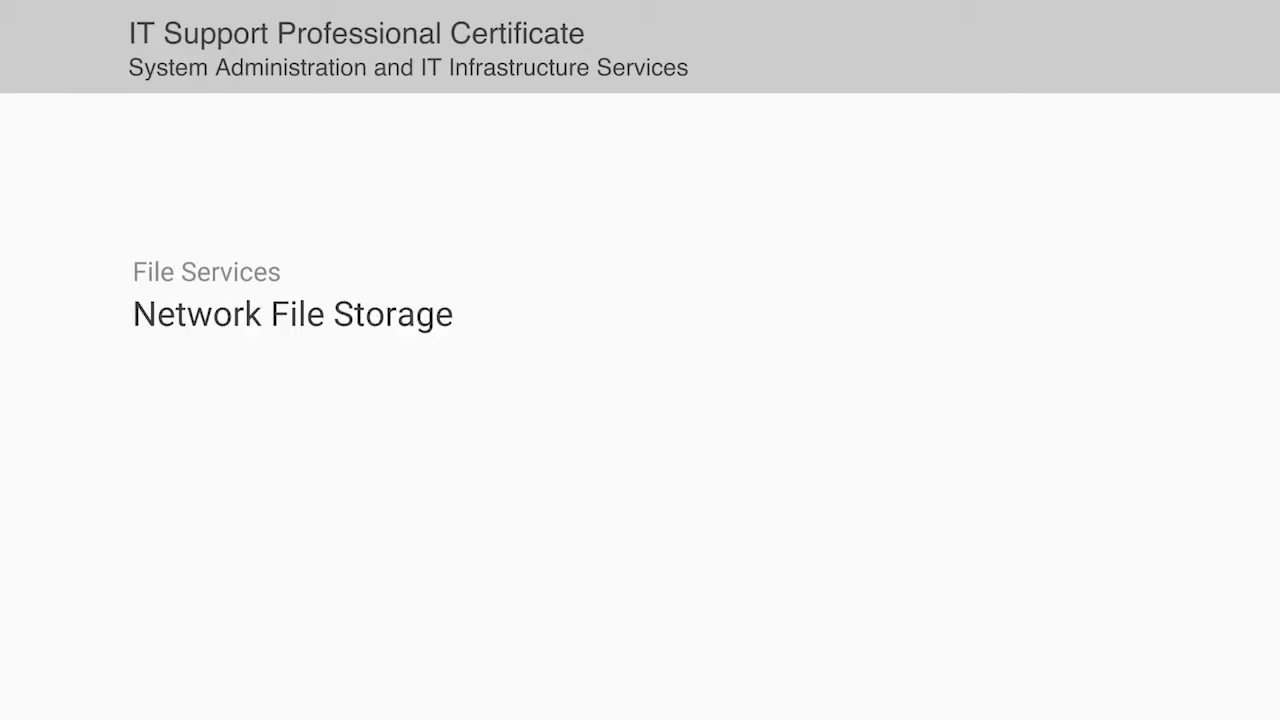 IT Support Professional Certificate
System Administration and IT Infrastructure Services
File Services
Network File Storage